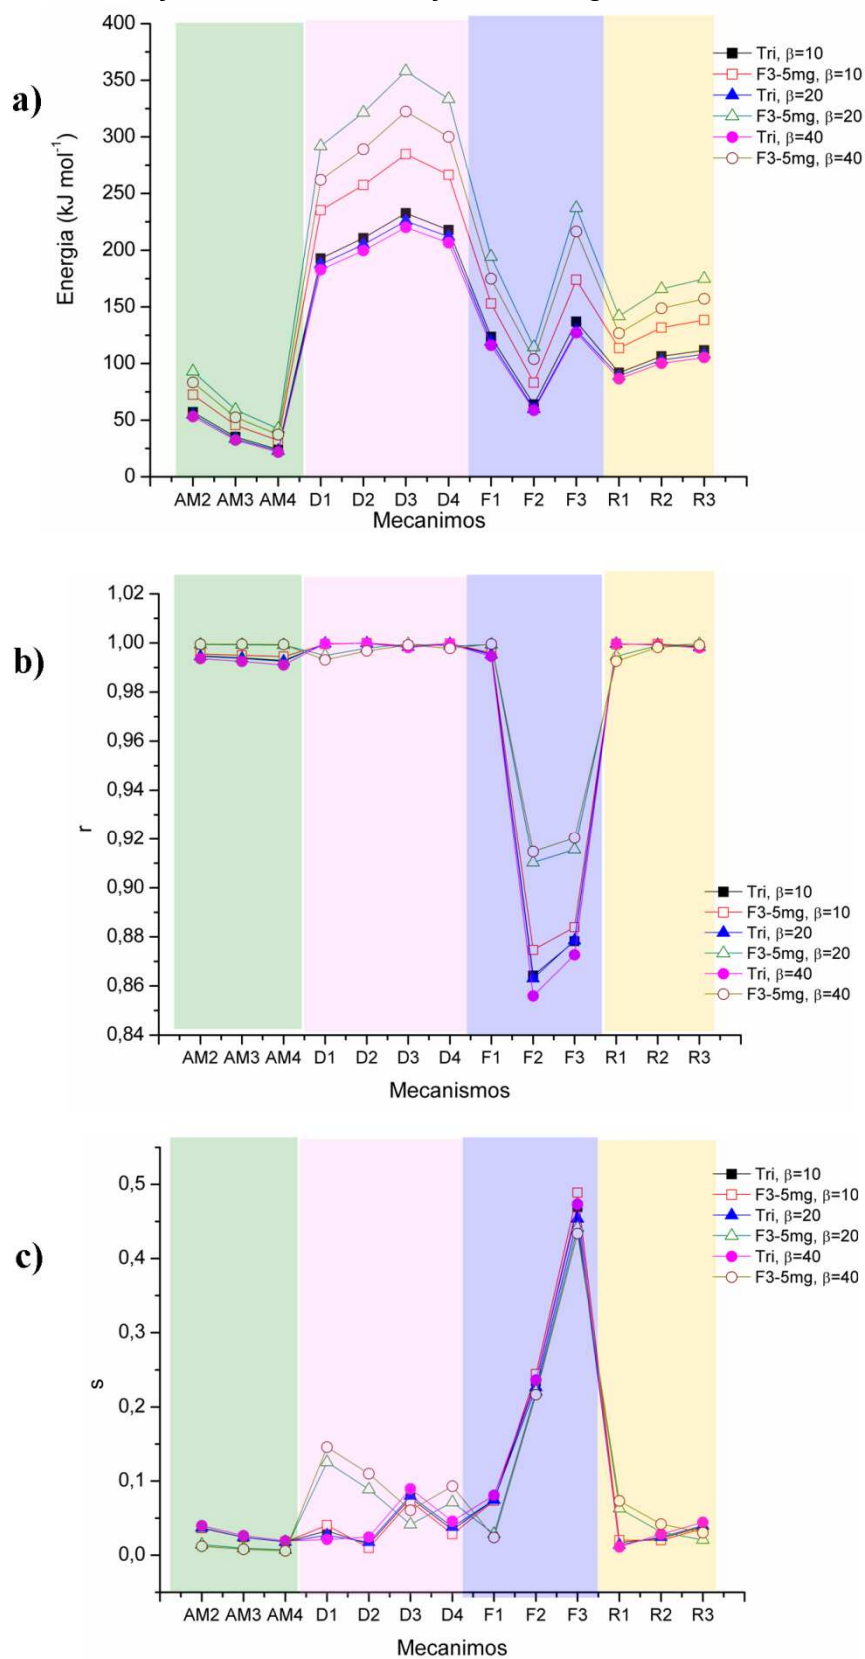 a)
400
350
300
250
200
150
100
50
0
Energia (kJ mol⁻¹)
AM2 AM3 AM4 D1 D2 D3 D4 F1 F2 F3 R1 R2 R3
Mecanimos
Tri, β=10
F3-5mg, β=10
Tri, β=20
F3-5mg, β=20
Tri, β=40
F3-5mg, β=40
b)
1,02
1,00
0,98
0,96
0,94
0,92
0,90
0,88
0,86
0,84
r
AM2 AM3 AM4 D1 D2 D3 D4 F1 F2 F3 R1 R2 R3
Mecanismos
Tri, β=10
F3-5mg, β=10
Tri, β=20
F3-5mg, β=20
Tri, β=40
F3-5mg, β=40
c)
0,5
0,4
0,3
0,2
0,1
0,0
s
AM2 AM3 AM4 D1 D2 D3 D4 F1 F2 F3 R1 R2 R3
Mecanimos
Tri, β=10
F3-5mg, β=10
Tri, β=20
F3-5mg, β=20
Tri, β=40
F3-5mg, β=40